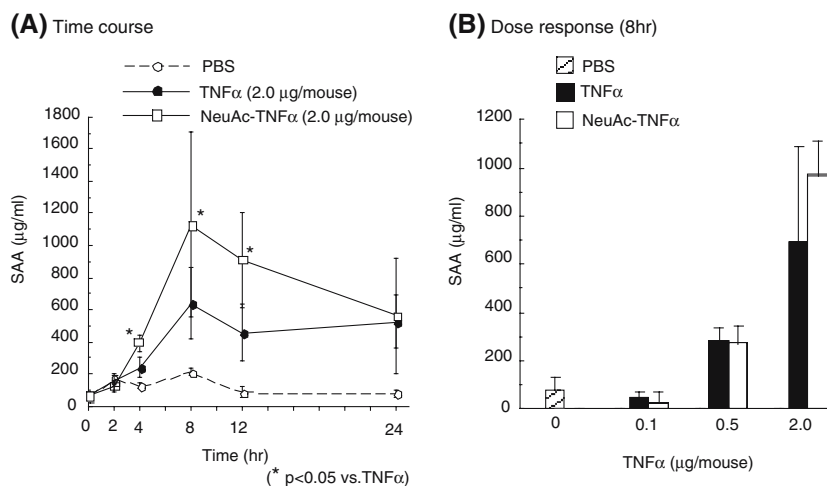 (A) Time course
PBS
TNFα (2.0 μg/mouse)
NeuAc-TNFα (2.0 μg/mouse)
1800
1600
1400
1200
1000
800
600
400
200
0
SAA (μg/ml)
*
*
*
0
2
4
8
12
24
Time (hr)
(* p<0.05 vs.TNFα)
(B) Dose response (8hr)
PBS
TNFα
NeuAc-TNFα
1200
1000
800
600
400
200
0
SAA (μg/ml)
0
0.1
0.5
2.0
TNFα (μg/mouse)